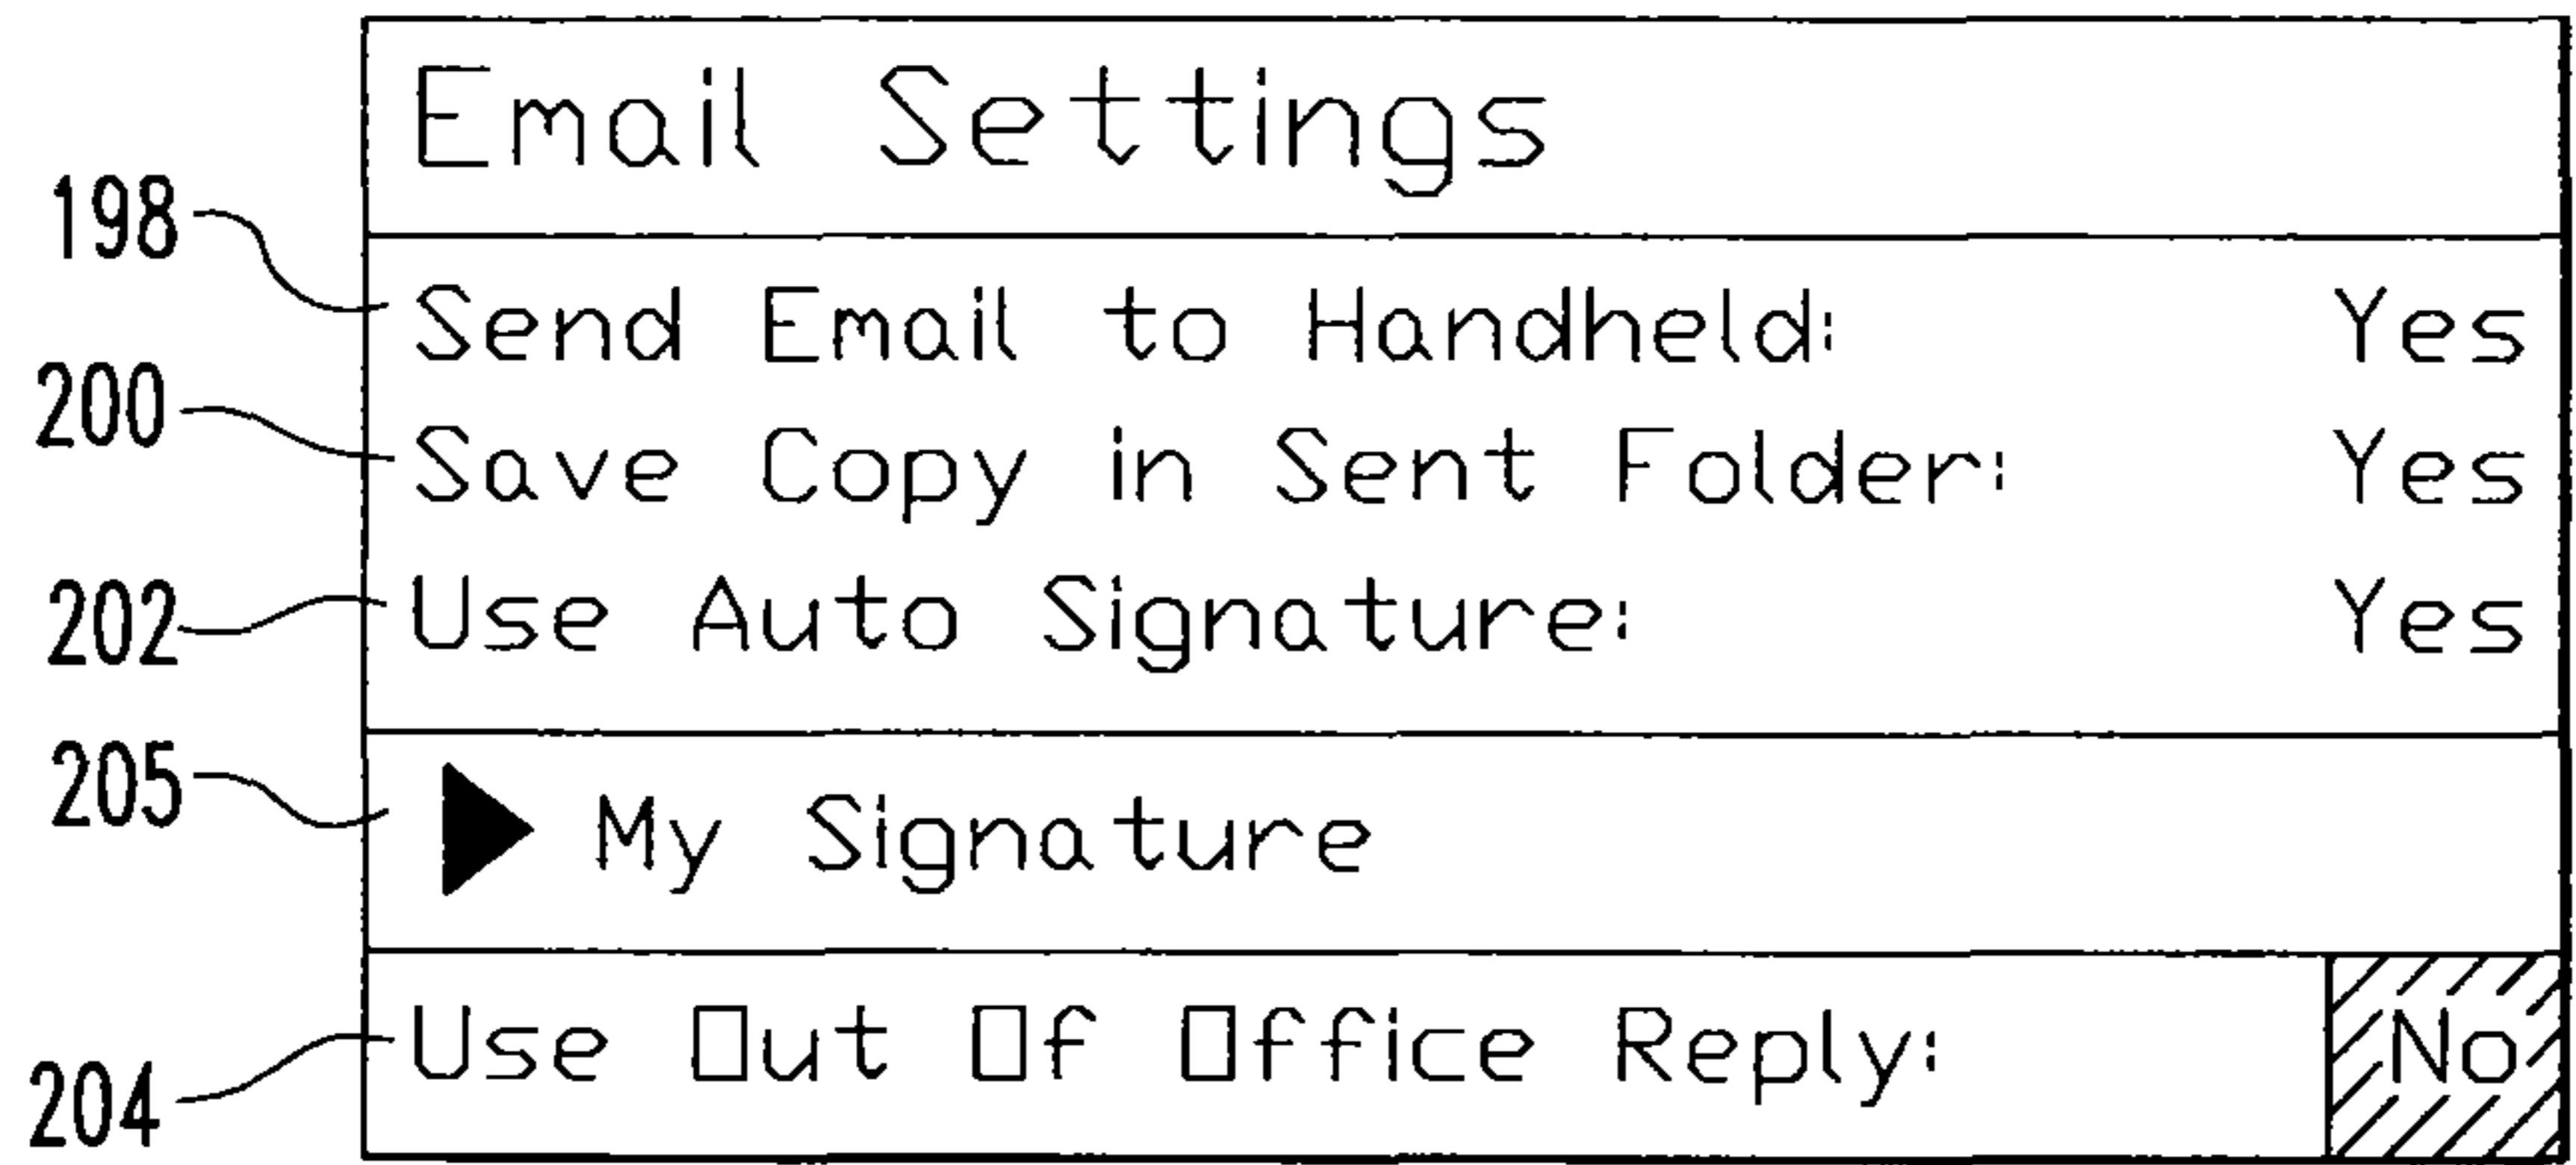 Email Settings
198
Send Email to Handheld: Yes
200
Save Copy in Sent Folder: Yes
202
Use Auto Signature: Yes
205
My Signature
204
Use Out Of Office Reply: No